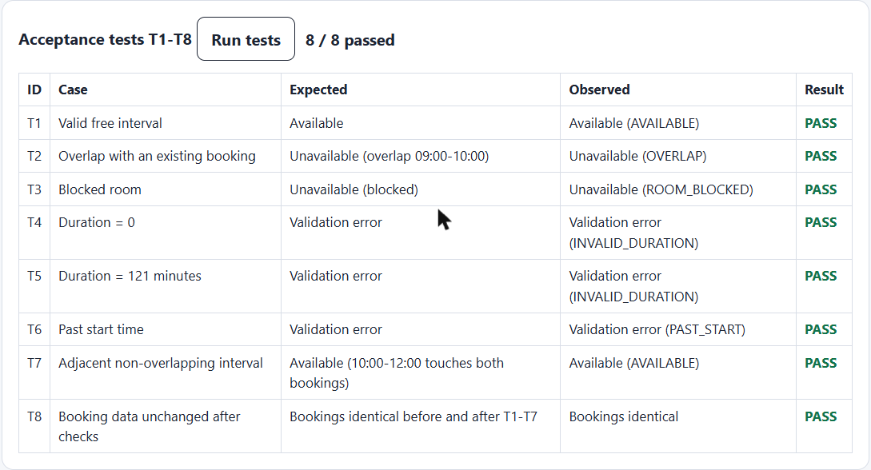 Acceptance tests T1-T8 Run tests 8 / 8 passed
ID Case Expected Observed Result
T1 Valid free interval Available Available (AVAILABLE) PASS
T2 Overlap with an existing booking Unavailable (overlap 09:00-10:00) Unavailable (OVERLAP) PASS
T3 Blocked room Unavailable (blocked) Unavailable (ROOM_BLOCKED) PASS
T4 Duration = 0 Validation error Validation error PASS
(INVALID_DURATION)
T5 Duration = 121 minutes Validation error Validation error PASS
(INVALID_DURATION)
T6 Past start time Validation error Validation error (PAST_START) PASS
T7 Adjacent non-overlapping interval Available (10:00-12:00 touches both Available (AVAILABLE) PASS
bookings)
T8 Booking data unchanged after Bookings identical before and after T1-T7 Bookings identical PASS
checks